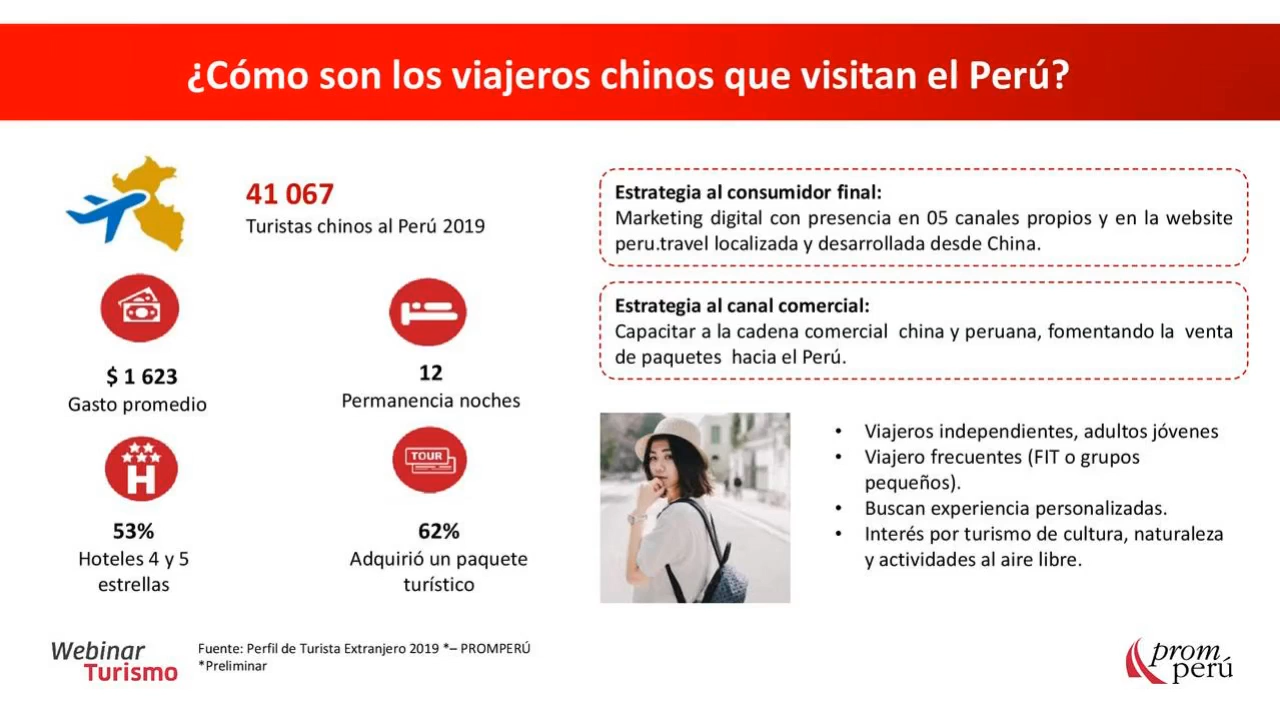 ¿Cómo son los viajeros chinos que visitan el Perú?
41 067
Turistas chinos al Perú 2019
$ 1 623
Gasto promedio
12
Permanencia noches
H
53%
Hoteles 4 y 5
estrellas
TOUR
62%
Adquirió un paquete
turístico
Estrategia al consumidor final:
Marketing digital con presencia en 05 canales propios y en la website
peru.travel localizada y desarrollada desde China.
Estrategia al canal comercial:
Capacitar a la cadena comercial china y peruana, fomentando la venta
de paquetes hacia el Perú.
• Viajeros independientes, adultos jóvenes
• Viajero frecuentes (FIT o grupos
pequeños).
• Buscan experiencia personalizadas.
• Interés por turismo de cultura, naturaleza
y actividades al aire libre.
Webinar
Turismo
Fuente: Perfil de Turista Extranjero 2019 *– PROMPERÚ
*Preliminar
prom
perú